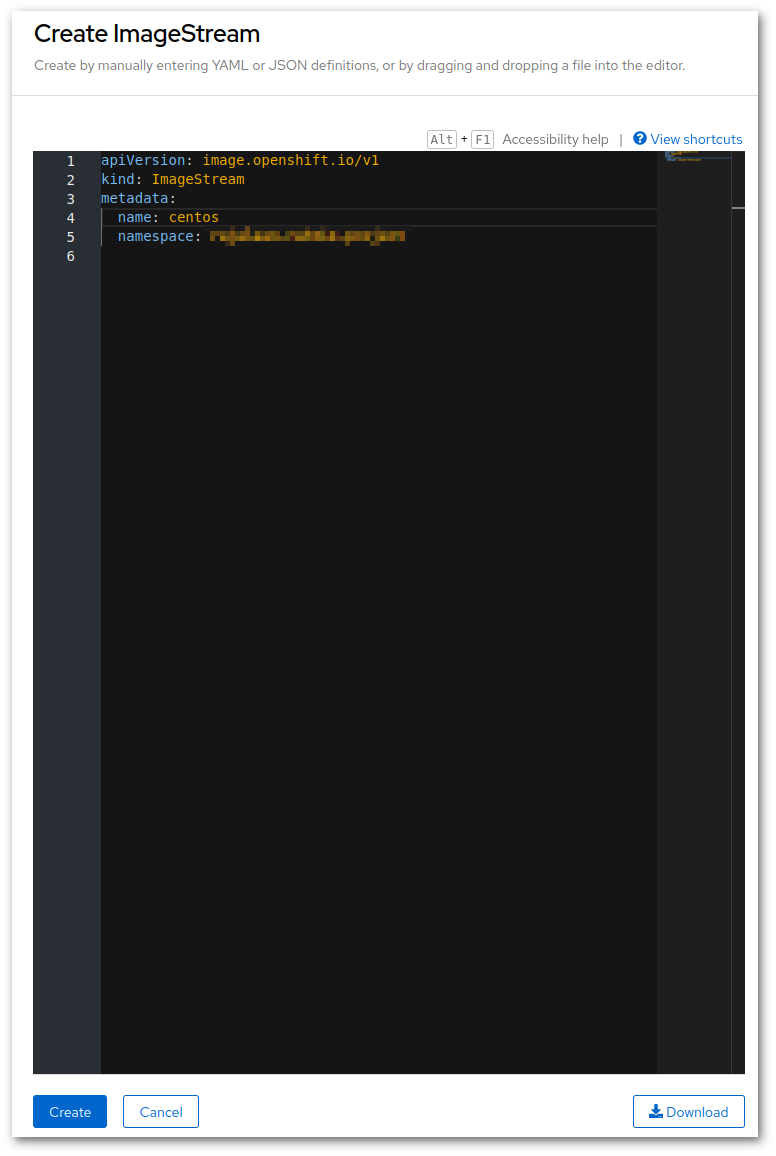 Create ImageStream
Create by manually entering YAML or JSON definitions, or by dragging and dropping a file into the editor.
Alt + F1 Accessibility help | View shortcuts
1 apiVersion: image.openshift.io/v1
2 kind: ImageStream
3 metadata:
4 name: centos
5 namespace:
6
Create Cancel Download